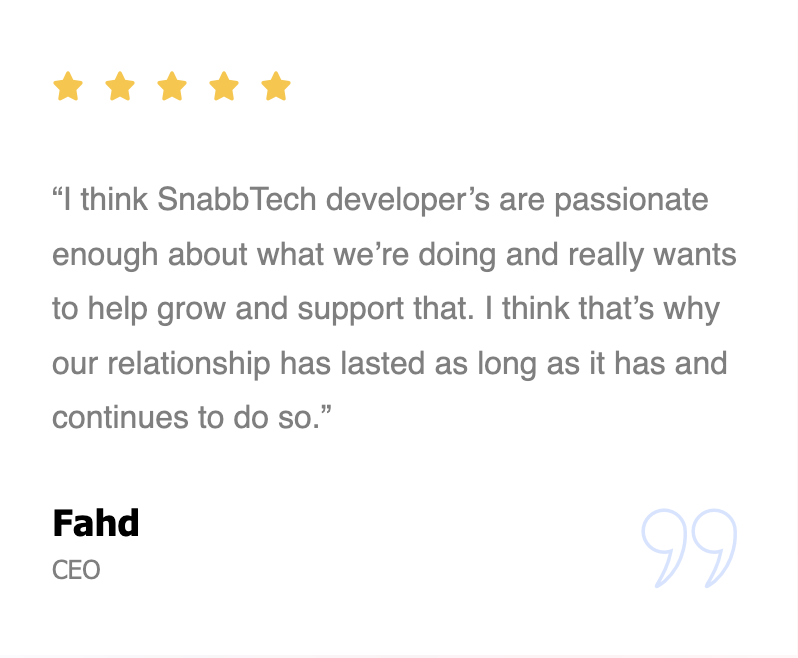 “I think SnabbTech developer’s are passionate
enough about what we’re doing and really wants
to help grow and support that. I think that’s why
our relationship has lasted as long as it has and
continues to do so.”
Fahd
CEO